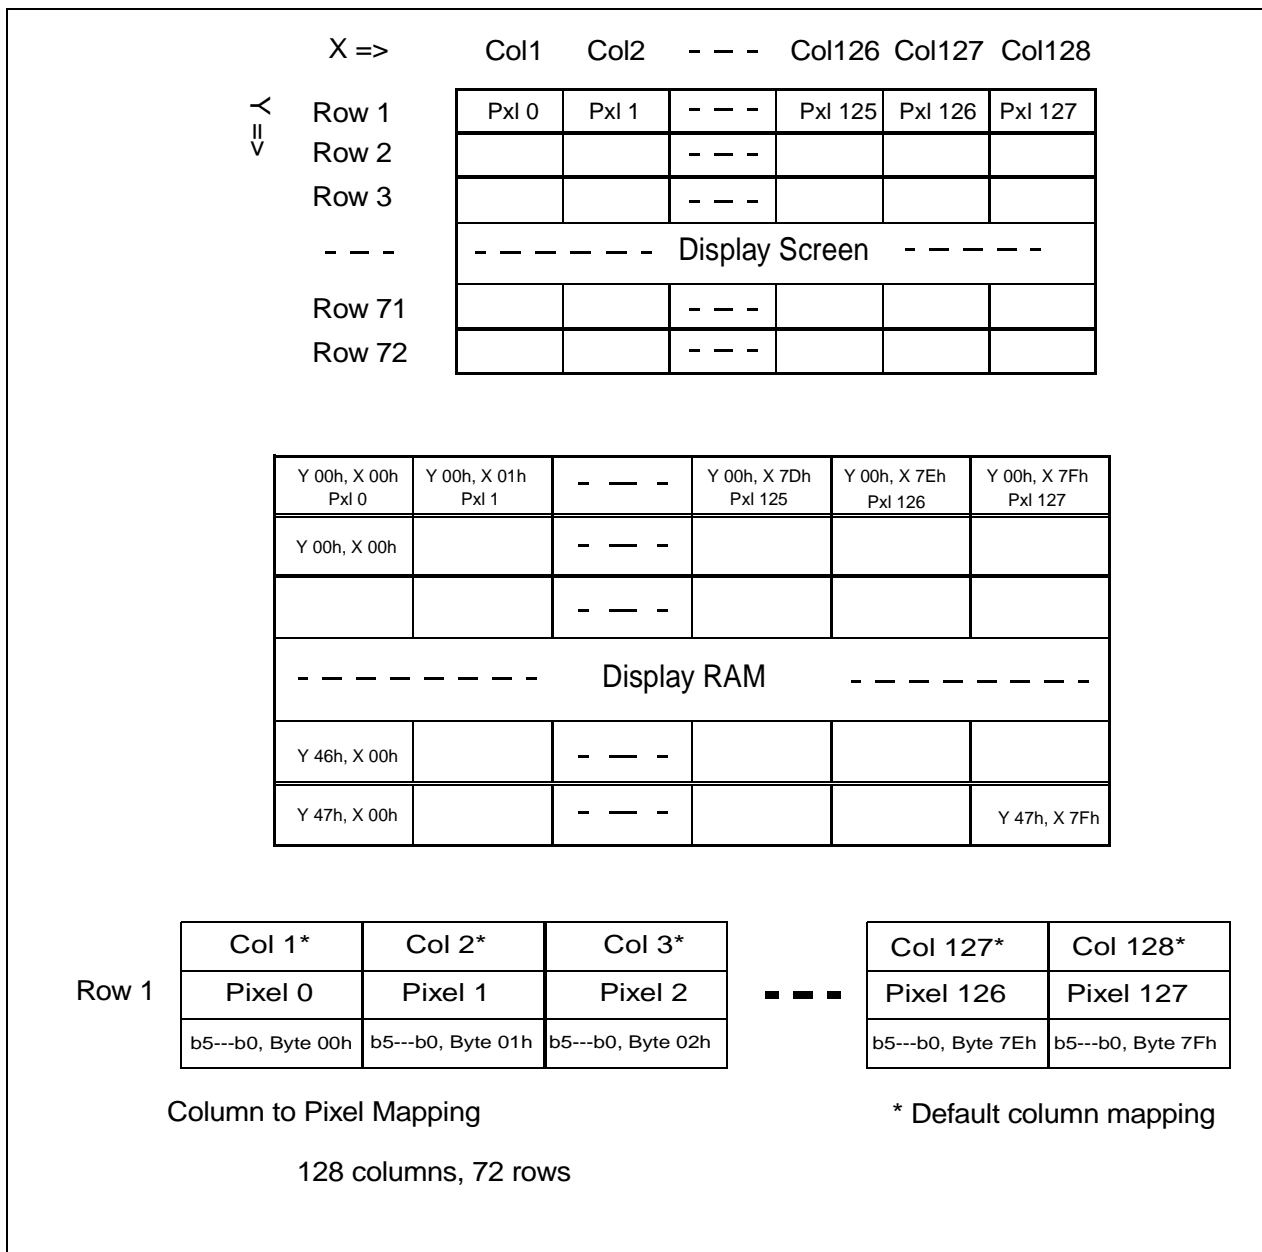 X => Col1 Col2 - — - Col126 Col127 Col128
Y => Row 1 Pxl 0 Pxl 1 - — - Pxl 125 Pxl 126 Pxl 127
Row 2 - — -
Row 3 - — -
- — - - — — — — - Display Screen - — — — -
Row 71 - — -
Row 72 - — -
Y 00h, X 00h Y 00h, X 01h - — - Y 00h, X 7Dh Y 00h, X 7Eh Y 00h, X 7Fh
Pxl 0 Pxl 1 Pxl 125 Pxl 126 Pxl 127
Y 00h, X 00h - — -
- — -
- — — — — — — - Display RAM - — — — — — — -
Y 46h, X 00h - — -
Y 47h, X 00h - — - Y 47h, X 7Fh
Col 1* Col 2* Col 3* Col 127* Col 128*
Row 1 Pixel 0 Pixel 1 Pixel 2 - - - Pixel 126 Pixel 127
b5---b0, Byte 00h b5---b0, Byte 01h b5---b0, Byte 02h b5---b0, Byte 7Eh b5---b0, Byte 7Fh
Column to Pixel Mapping * Default column mapping
128 columns, 72 rows